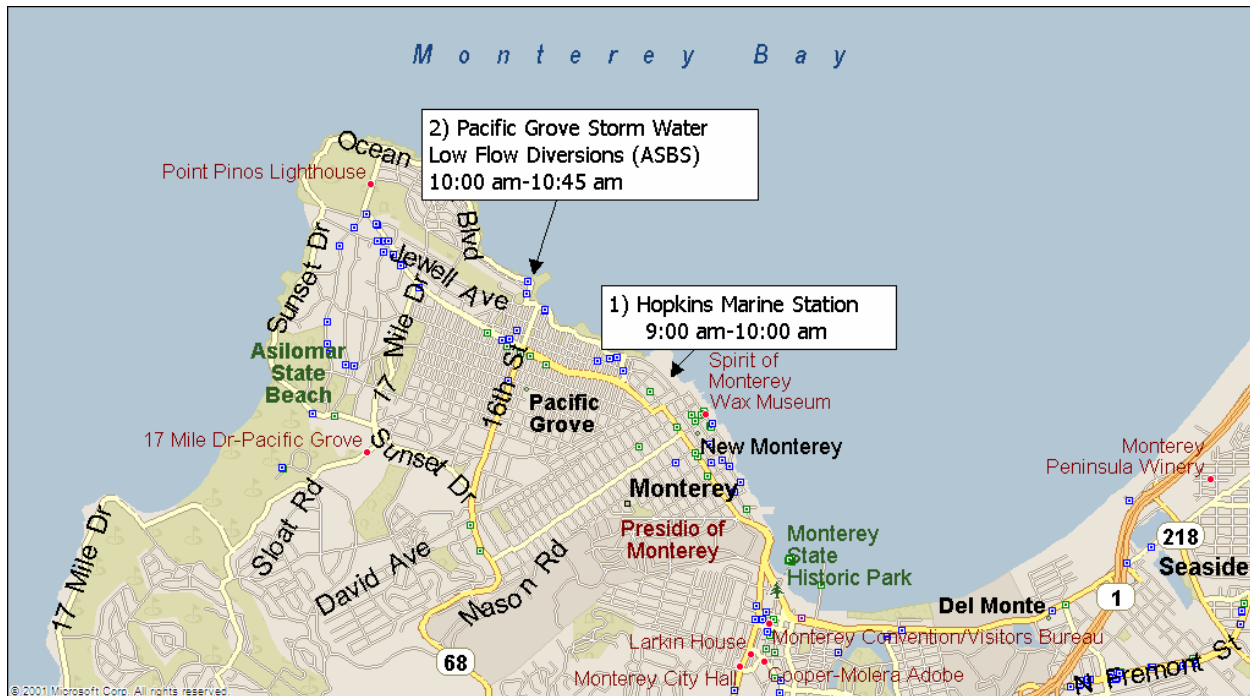 Monterey Bay
2) Pacific Grove Storm Water
Low Flow Diversions (ASBS)
10:00 am-10:45 am
Ocean
Blvd
Point Pinos Lighthouse
Sunset Dr
Jewell Ave
17 Mile Dr
1) Hopkins Marine Station
9:00 am-10:00 am
Asilomar
State
Beach
16th St
Spirit of
Monterey
Wax Museum
Pacific
Grove
17 Mile Dr-Pacific Grove
Sunset Dr
New Monterey
Monterey
Peninsula Winery
Monterey
17 Mile Dr
Sloat Rd
David Ave
Mason Rd
Presidio of
Monterey
Monterey
State
Historic Park
218
Seaside
1
Del Monte
68
Larkin House
Monterey Convention/Visitors Bureau
Monterey City Hall
Cooper-Molera Adobe
N Fremont St
© 2001 Microsoft Corp. All rights reserved.